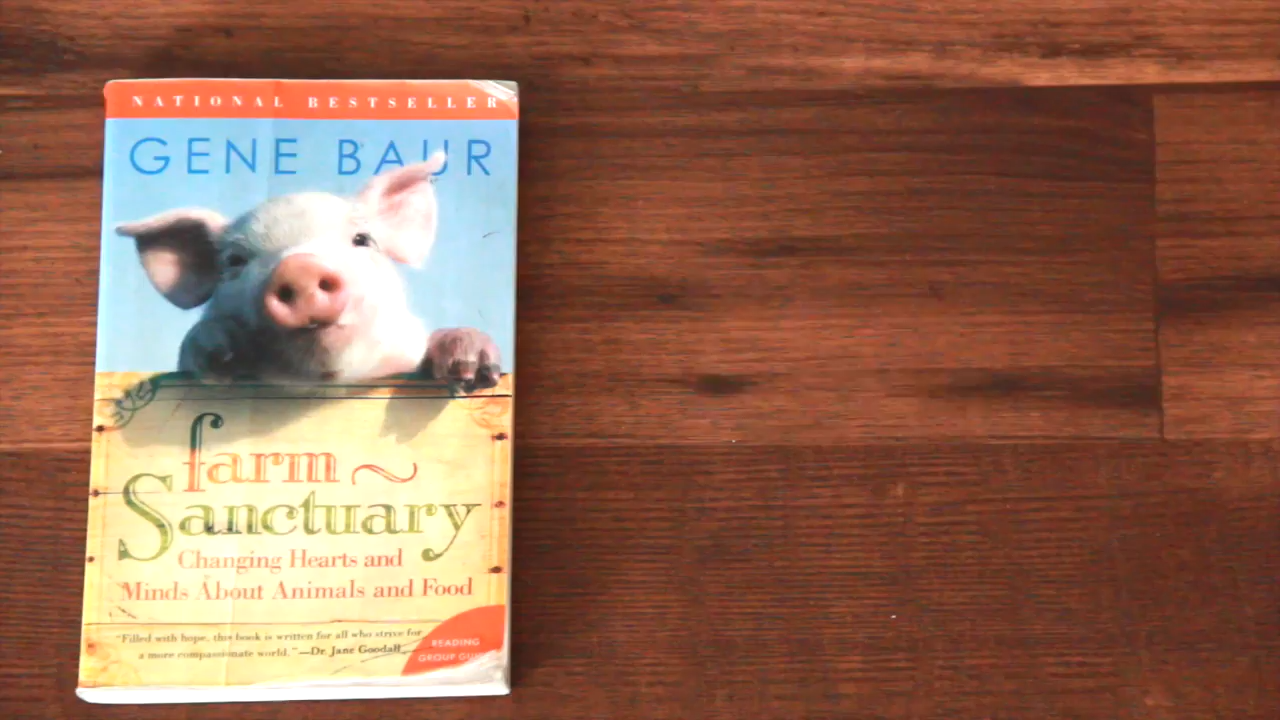 NATIONAL BESTSELLER
GENE BAUR
farm ~
Sanctuary
Changing Hearts and
Minds About Animals and Food
"Filled with hope, this book is written for all who strive for
a more compassionate world."—Dr. Jane Goodall
READING
GROUP